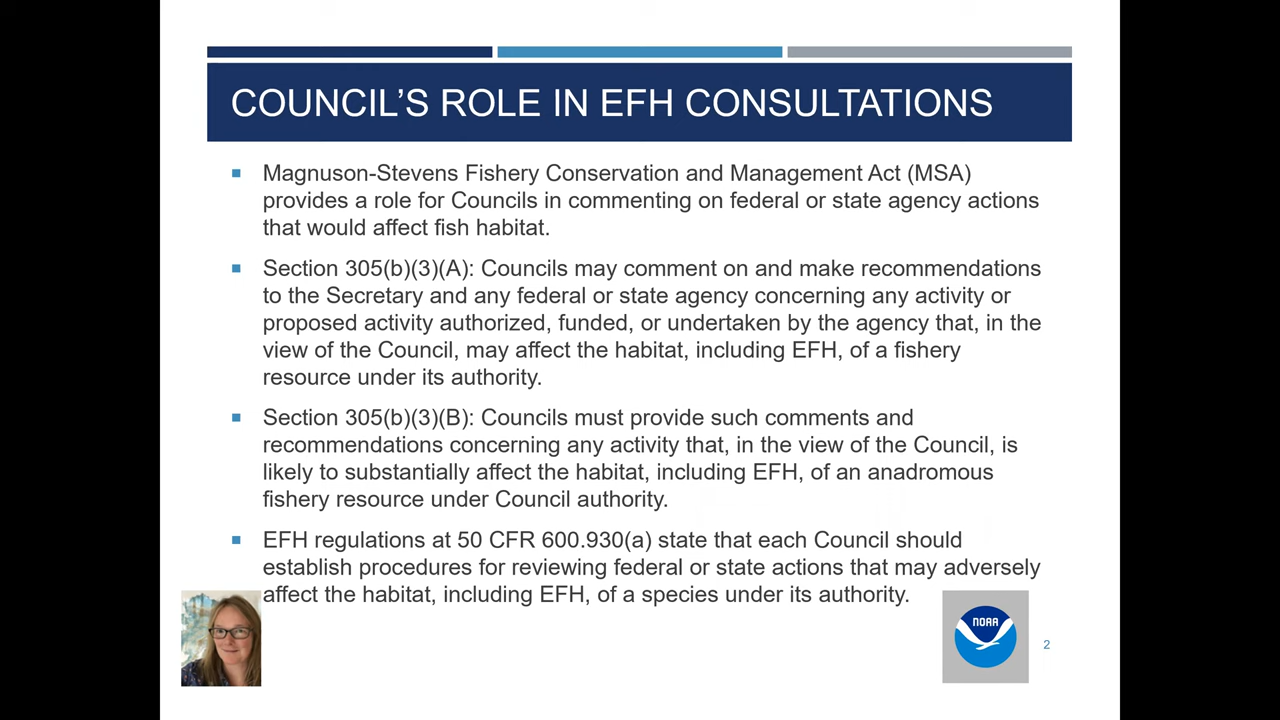 COUNCIL’S ROLE IN EFH CONSULTATIONS
Magnuson-Stevens Fishery Conservation and Management Act (MSA)
provides a role for Councils in commenting on federal or state agency actions
that would affect fish habitat.
Section 305(b)(3)(A): Councils may comment on and make recommendations
to the Secretary and any federal or state agency concerning any activity or
proposed activity authorized, funded, or undertaken by the agency that, in the
view of the Council, may affect the habitat, including EFH, of a fishery
resource under its authority.
Section 305(b)(3)(B): Councils must provide such comments and
recommendations concerning any activity that, in the view of the Council, is
likely to substantially affect the habitat, including EFH, of an anadromous
fishery resource under Council authority.
EFH regulations at 50 CFR 600.930(a) state that each Council should
establish procedures for reviewing federal or state actions that may adversely
affect the habitat, including EFH, of a species under its authority.
NOAA
2